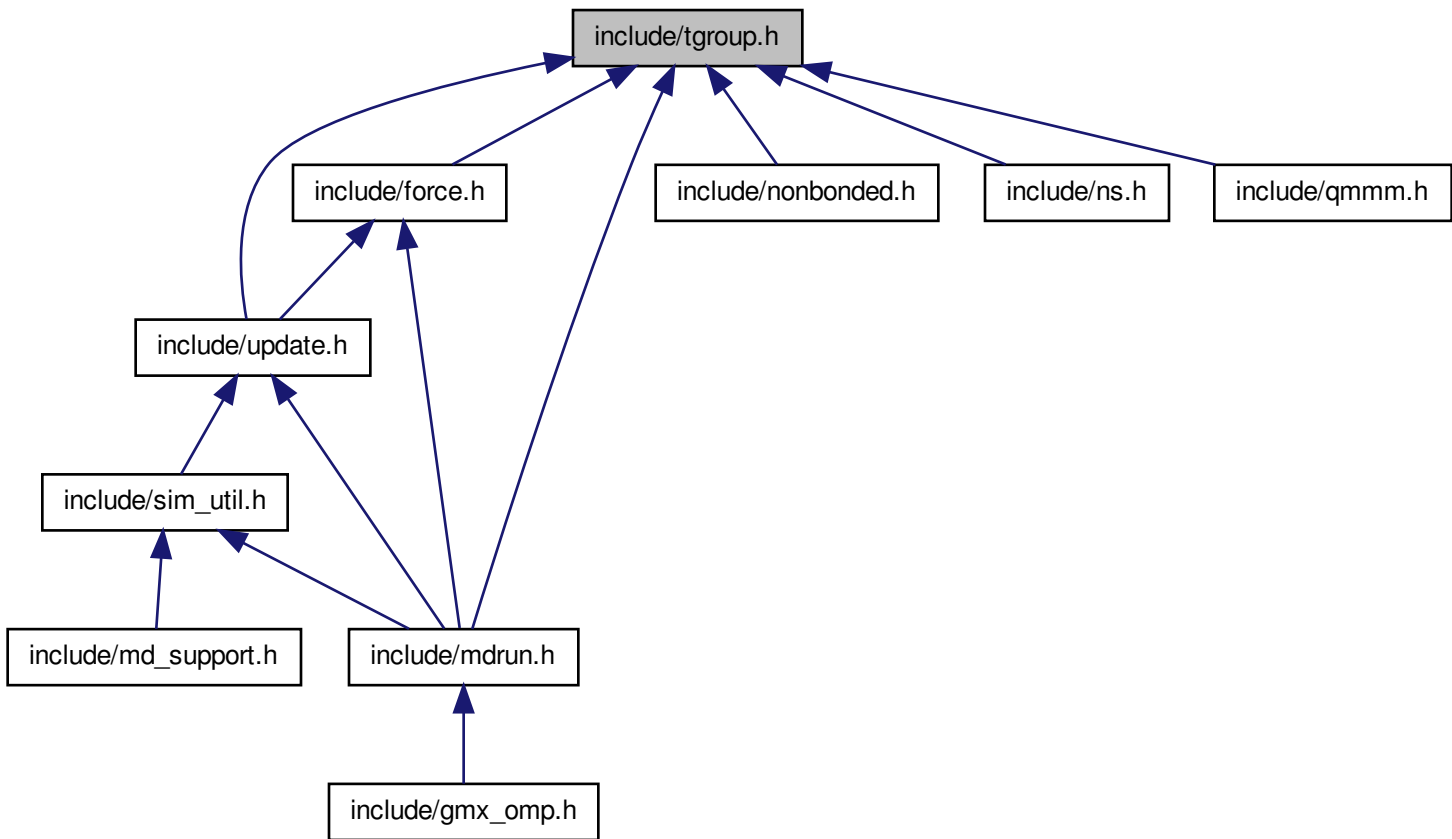 include/tgroup.h
include/force.h
include/nonbonded.h
include/ns.h
include/qmmm.h
include/update.h
include/sim_util.h
include/md_support.h
include/mdrun.h
include/gmx_omp.h